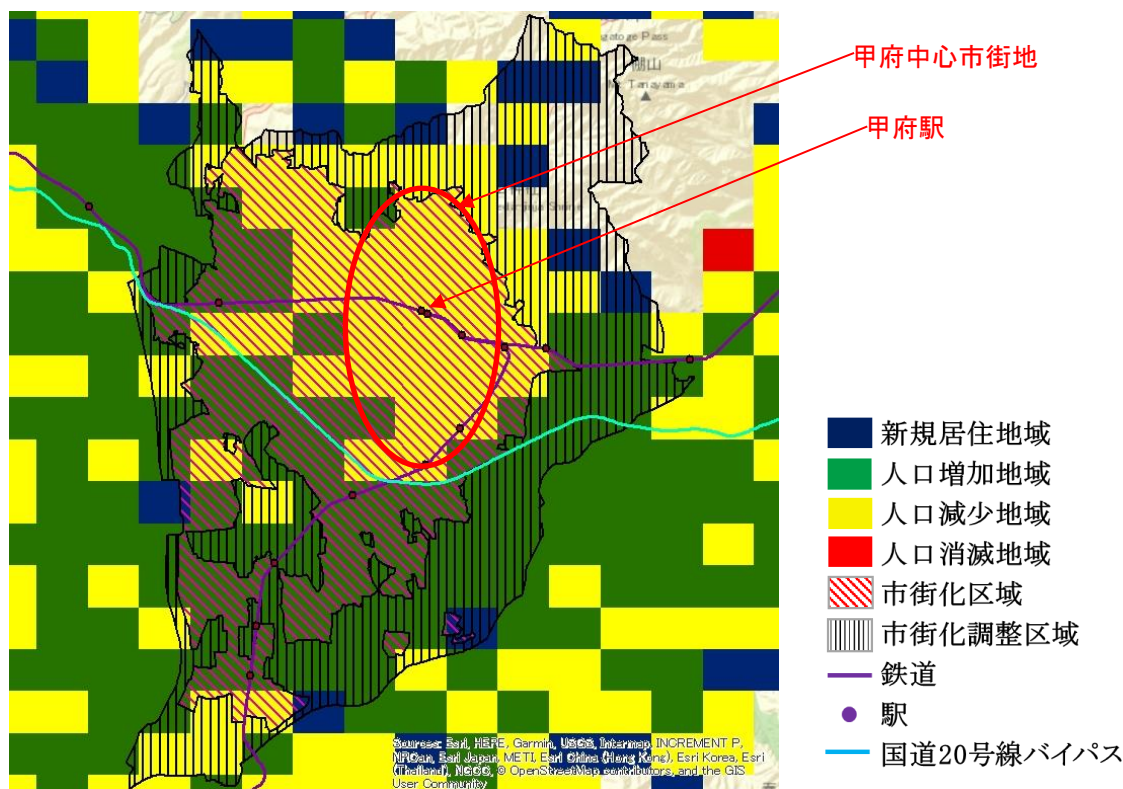 甲府中心市街地
甲府駅
新規居住地域
人口増加地域
人口減少地域
人口消滅地域
市街化区域
市街化調整区域
鉄道
駅
国道20号線バイパス
Sources: Esri, HERE, Garmin, USGS, Intermap, INCREMENT P,
NRCan, Esri Japan, METI, Esri China (Hong Kong), Esri Korea, Esri
(Thailand), NGCC, © OpenStreetMap contributors, and the GIS
User Community